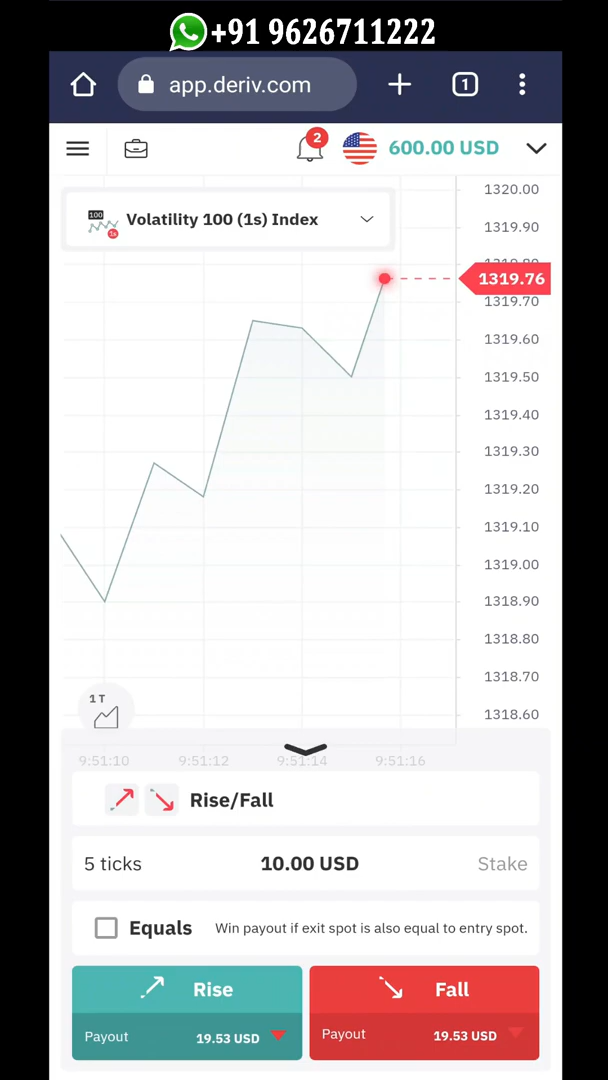 +91 9626711222
app.deriv.com
1
2
600.00 USD
1320.00
100
1s
Volatility 100 (1s) Index
1319.90
1319.80
1319.76
1319.70
1319.60
1319.50
1319.40
1319.30
1319.20
1319.10
1319.00
1318.90
1318.80
1318.70
1 T
1318.60
9:51:10 9:51:12 9:51:14 9:51:16
Rise/Fall
5 ticks 10.00 USD Stake
Equals Win payout if exit spot is also equal to entry spot.
Rise Fall
Payout 19.53 USD Payout 19.53 USD